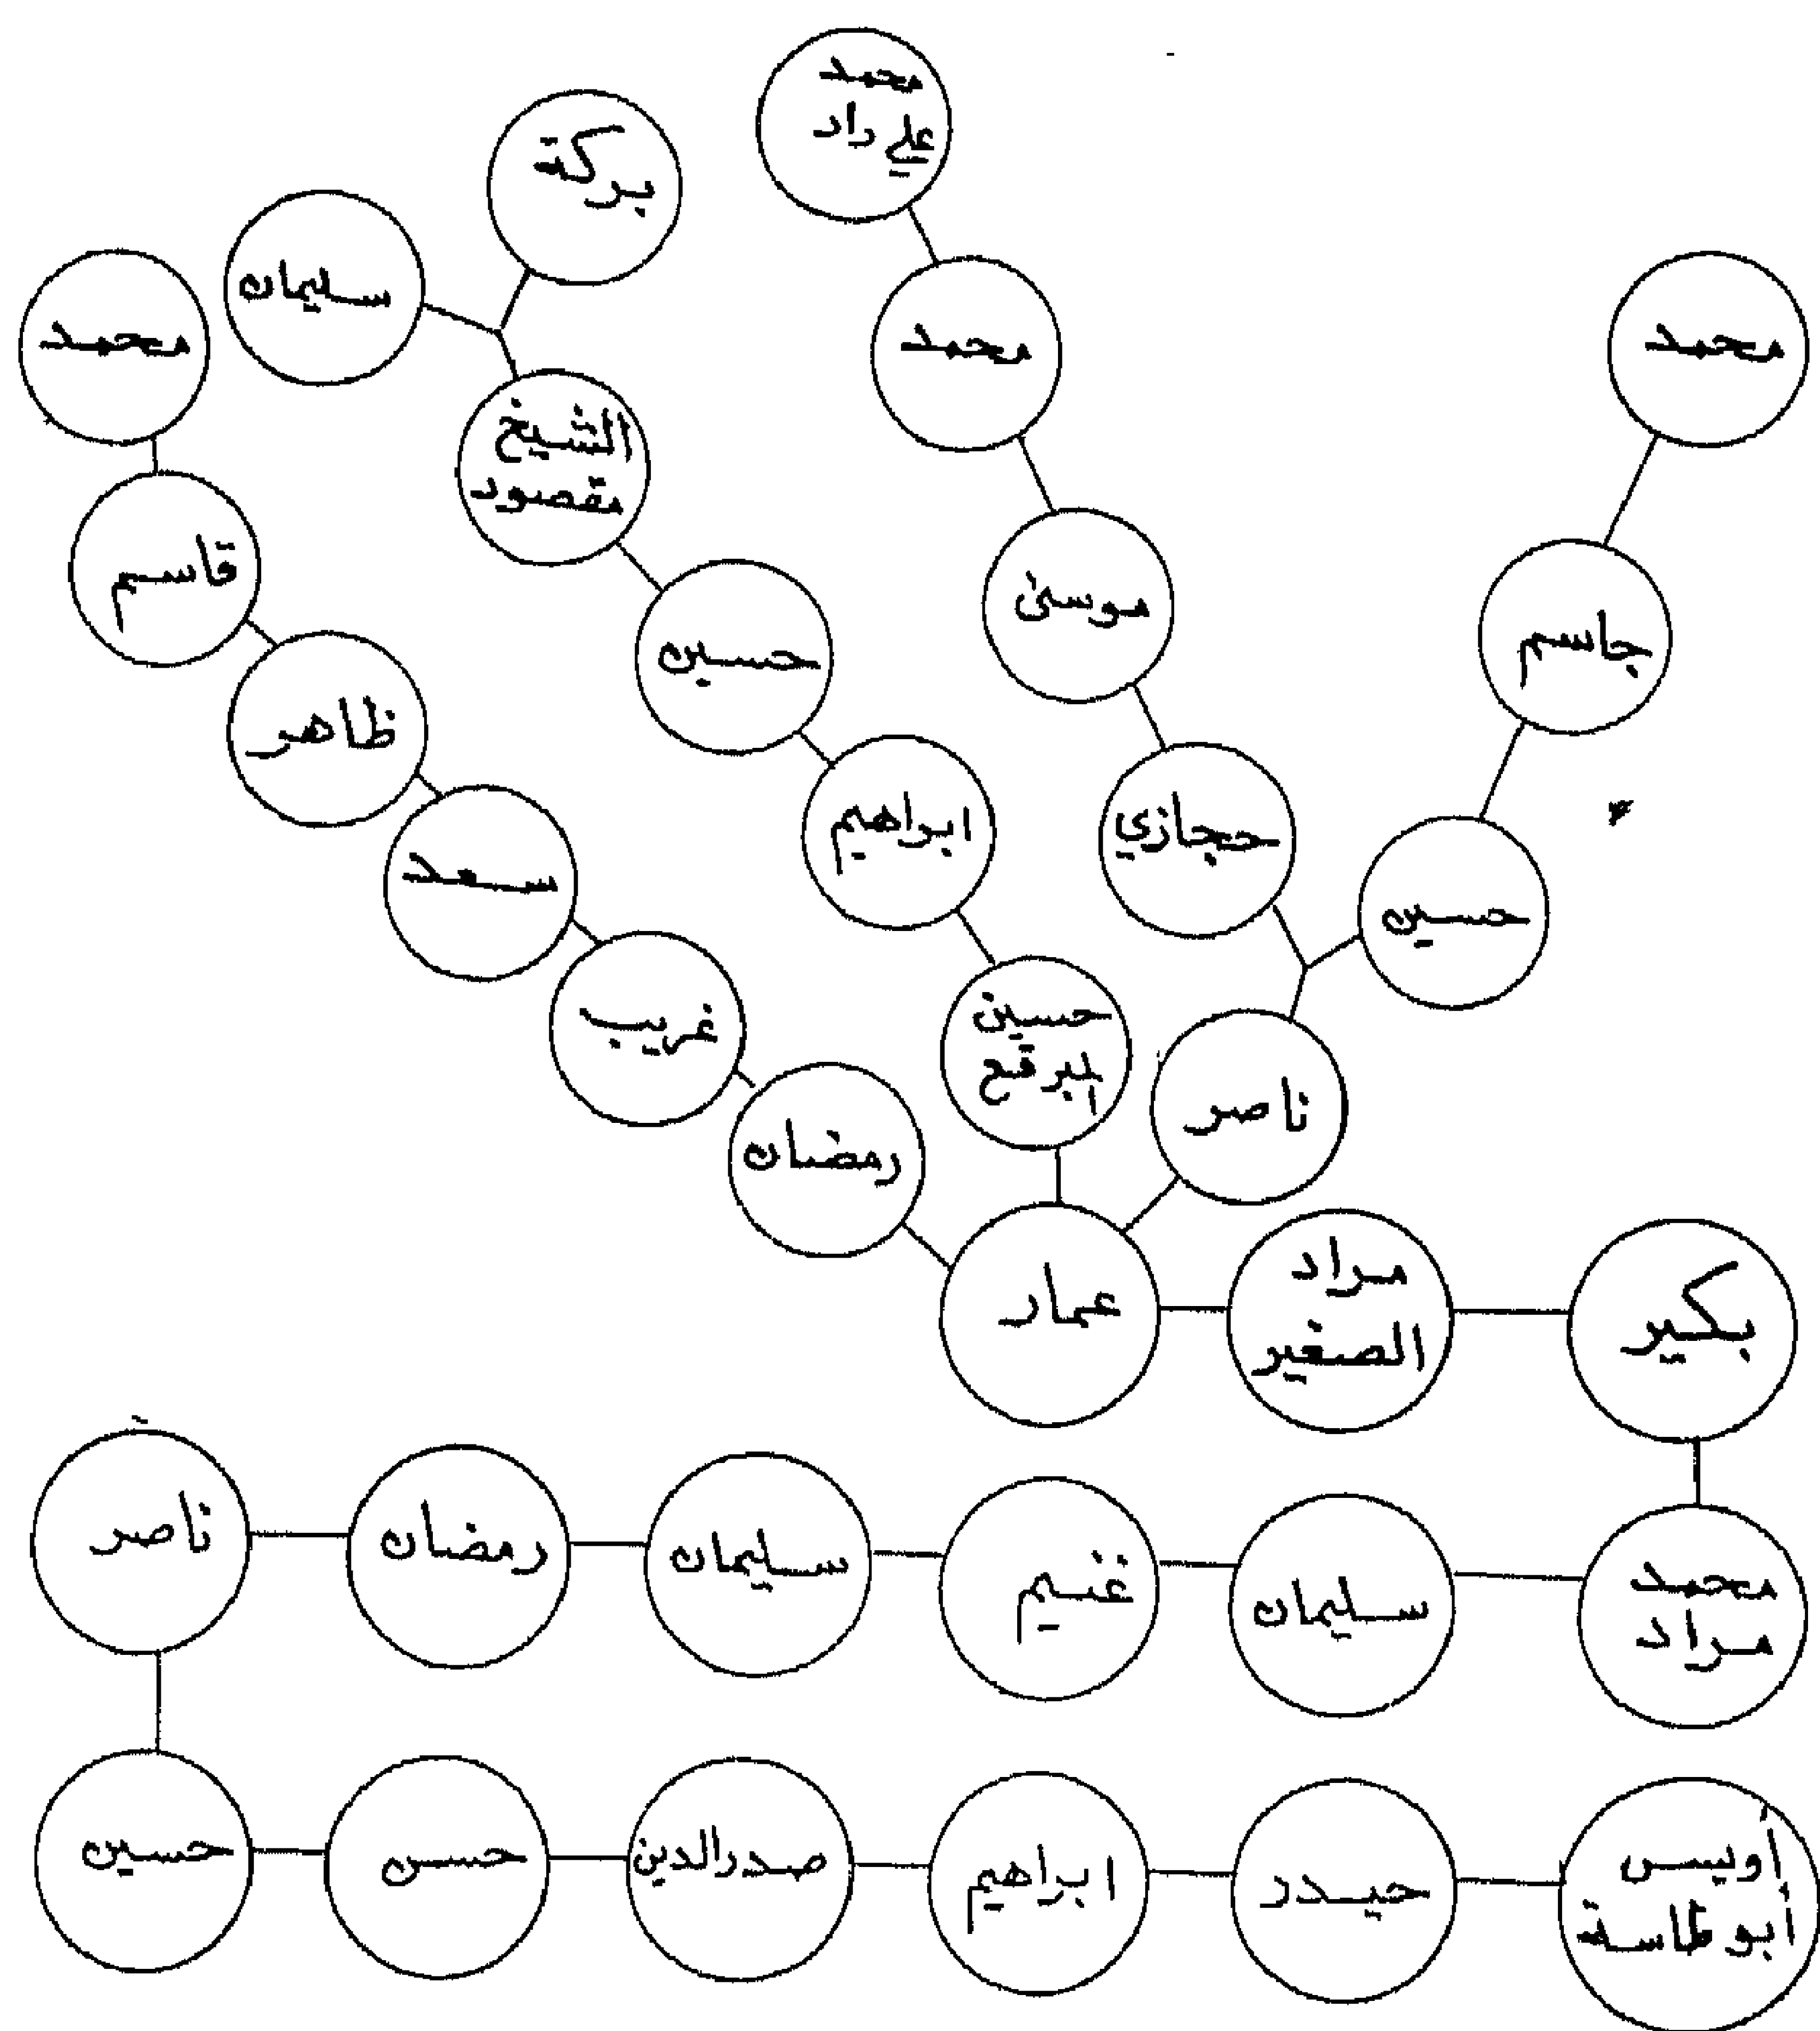 محمد
علي راد
بركة
سليمان
محمد
محمد
محمد
الشيخ
مقصود
قاسم
موسى
جاسم
حسين
ظاهر
ابراهيم
حجازي
سعد
حسين
غريب
حسين
المبرقع
ناصر
رمضان
بكير
مراد
الصغير
عمار
محمد
مراد
سليمان
غنيم
سليمان
رمضان
ناصر
أويس
أبو طاسة
حيدر
ابراهيم
صدرالدين
حسن
حسين